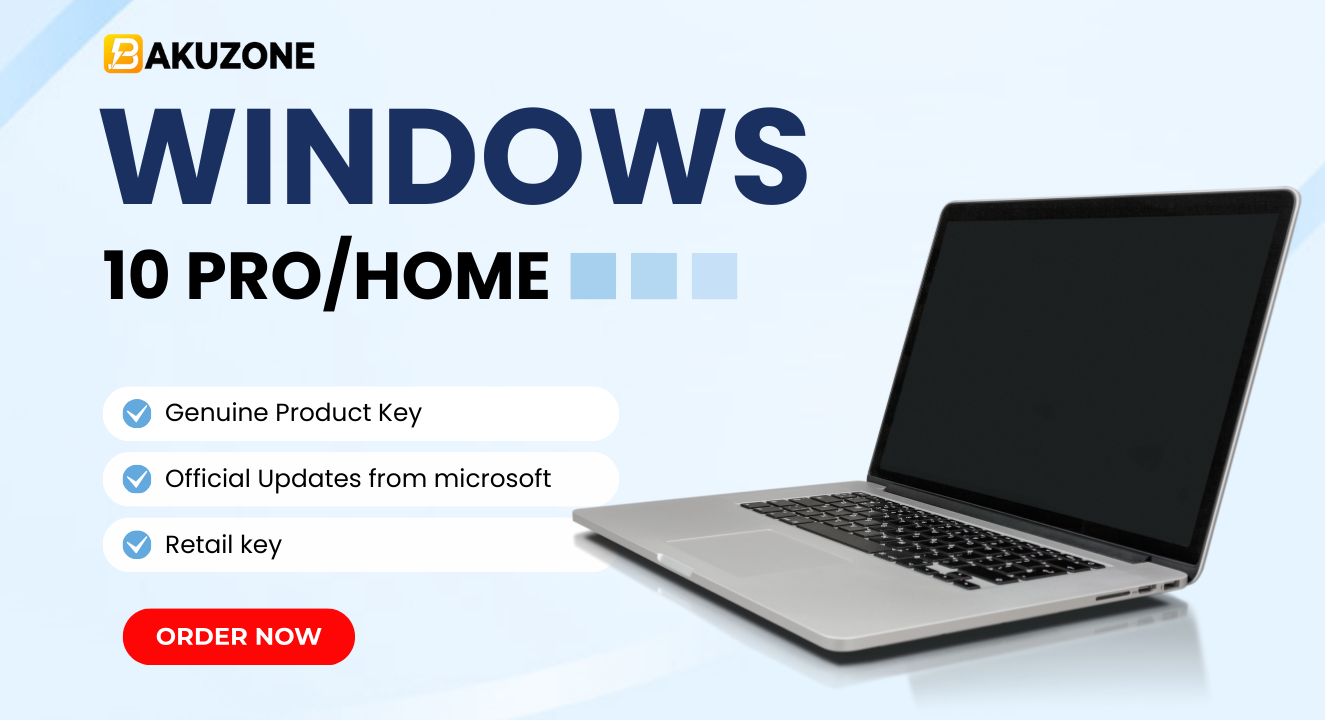 BAKUZONE
WINDOWS
10 PRO/HOME
Genuine Product Key
Official Updates from microsoft
Retail key
ORDER NOW